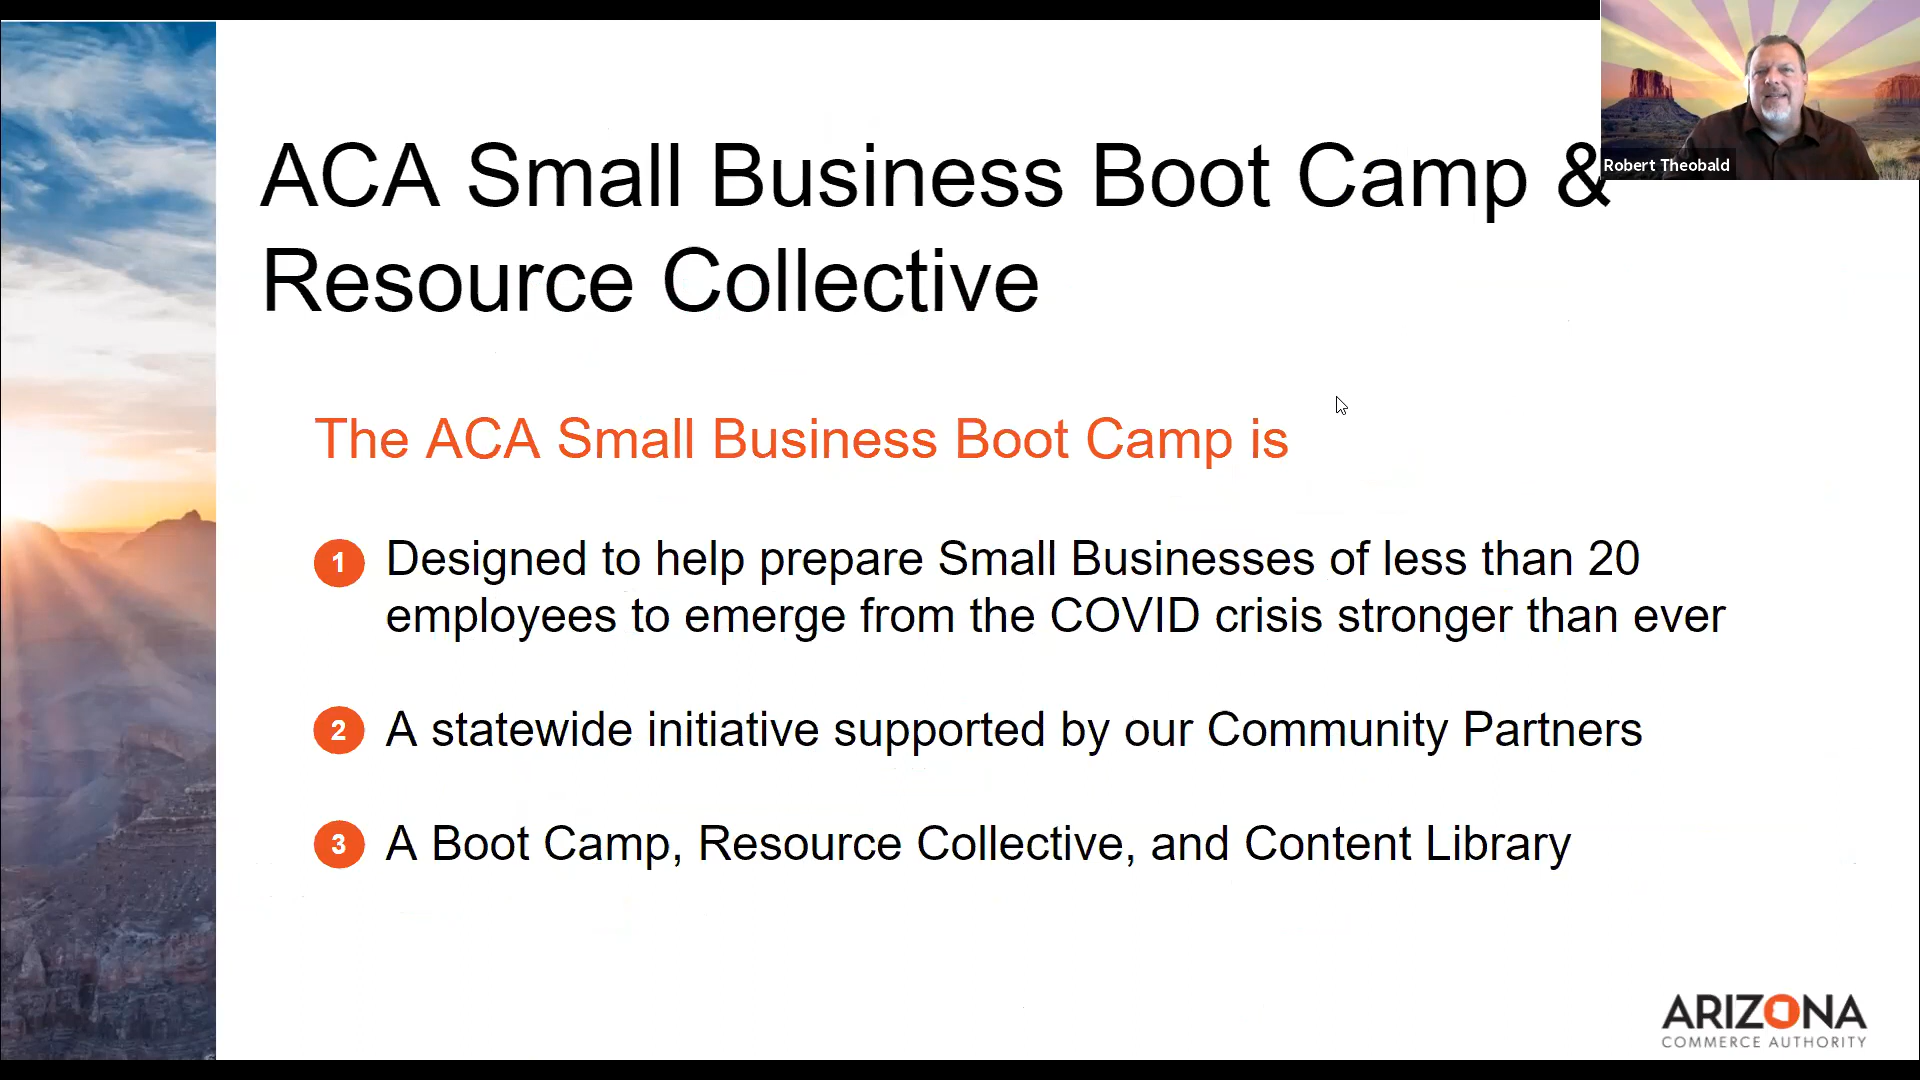 ACA Small Business Boot Camp &
Resource Collective
Robert Theobald
The ACA Small Business Boot Camp is
1 Designed to help prepare Small Businesses of less than 20
employees to emerge from the COVID crisis stronger than ever
2 A statewide initiative supported by our Community Partners
3 A Boot Camp, Resource Collective, and Content Library
ARIZONA
COMMERCE AUTHORITY